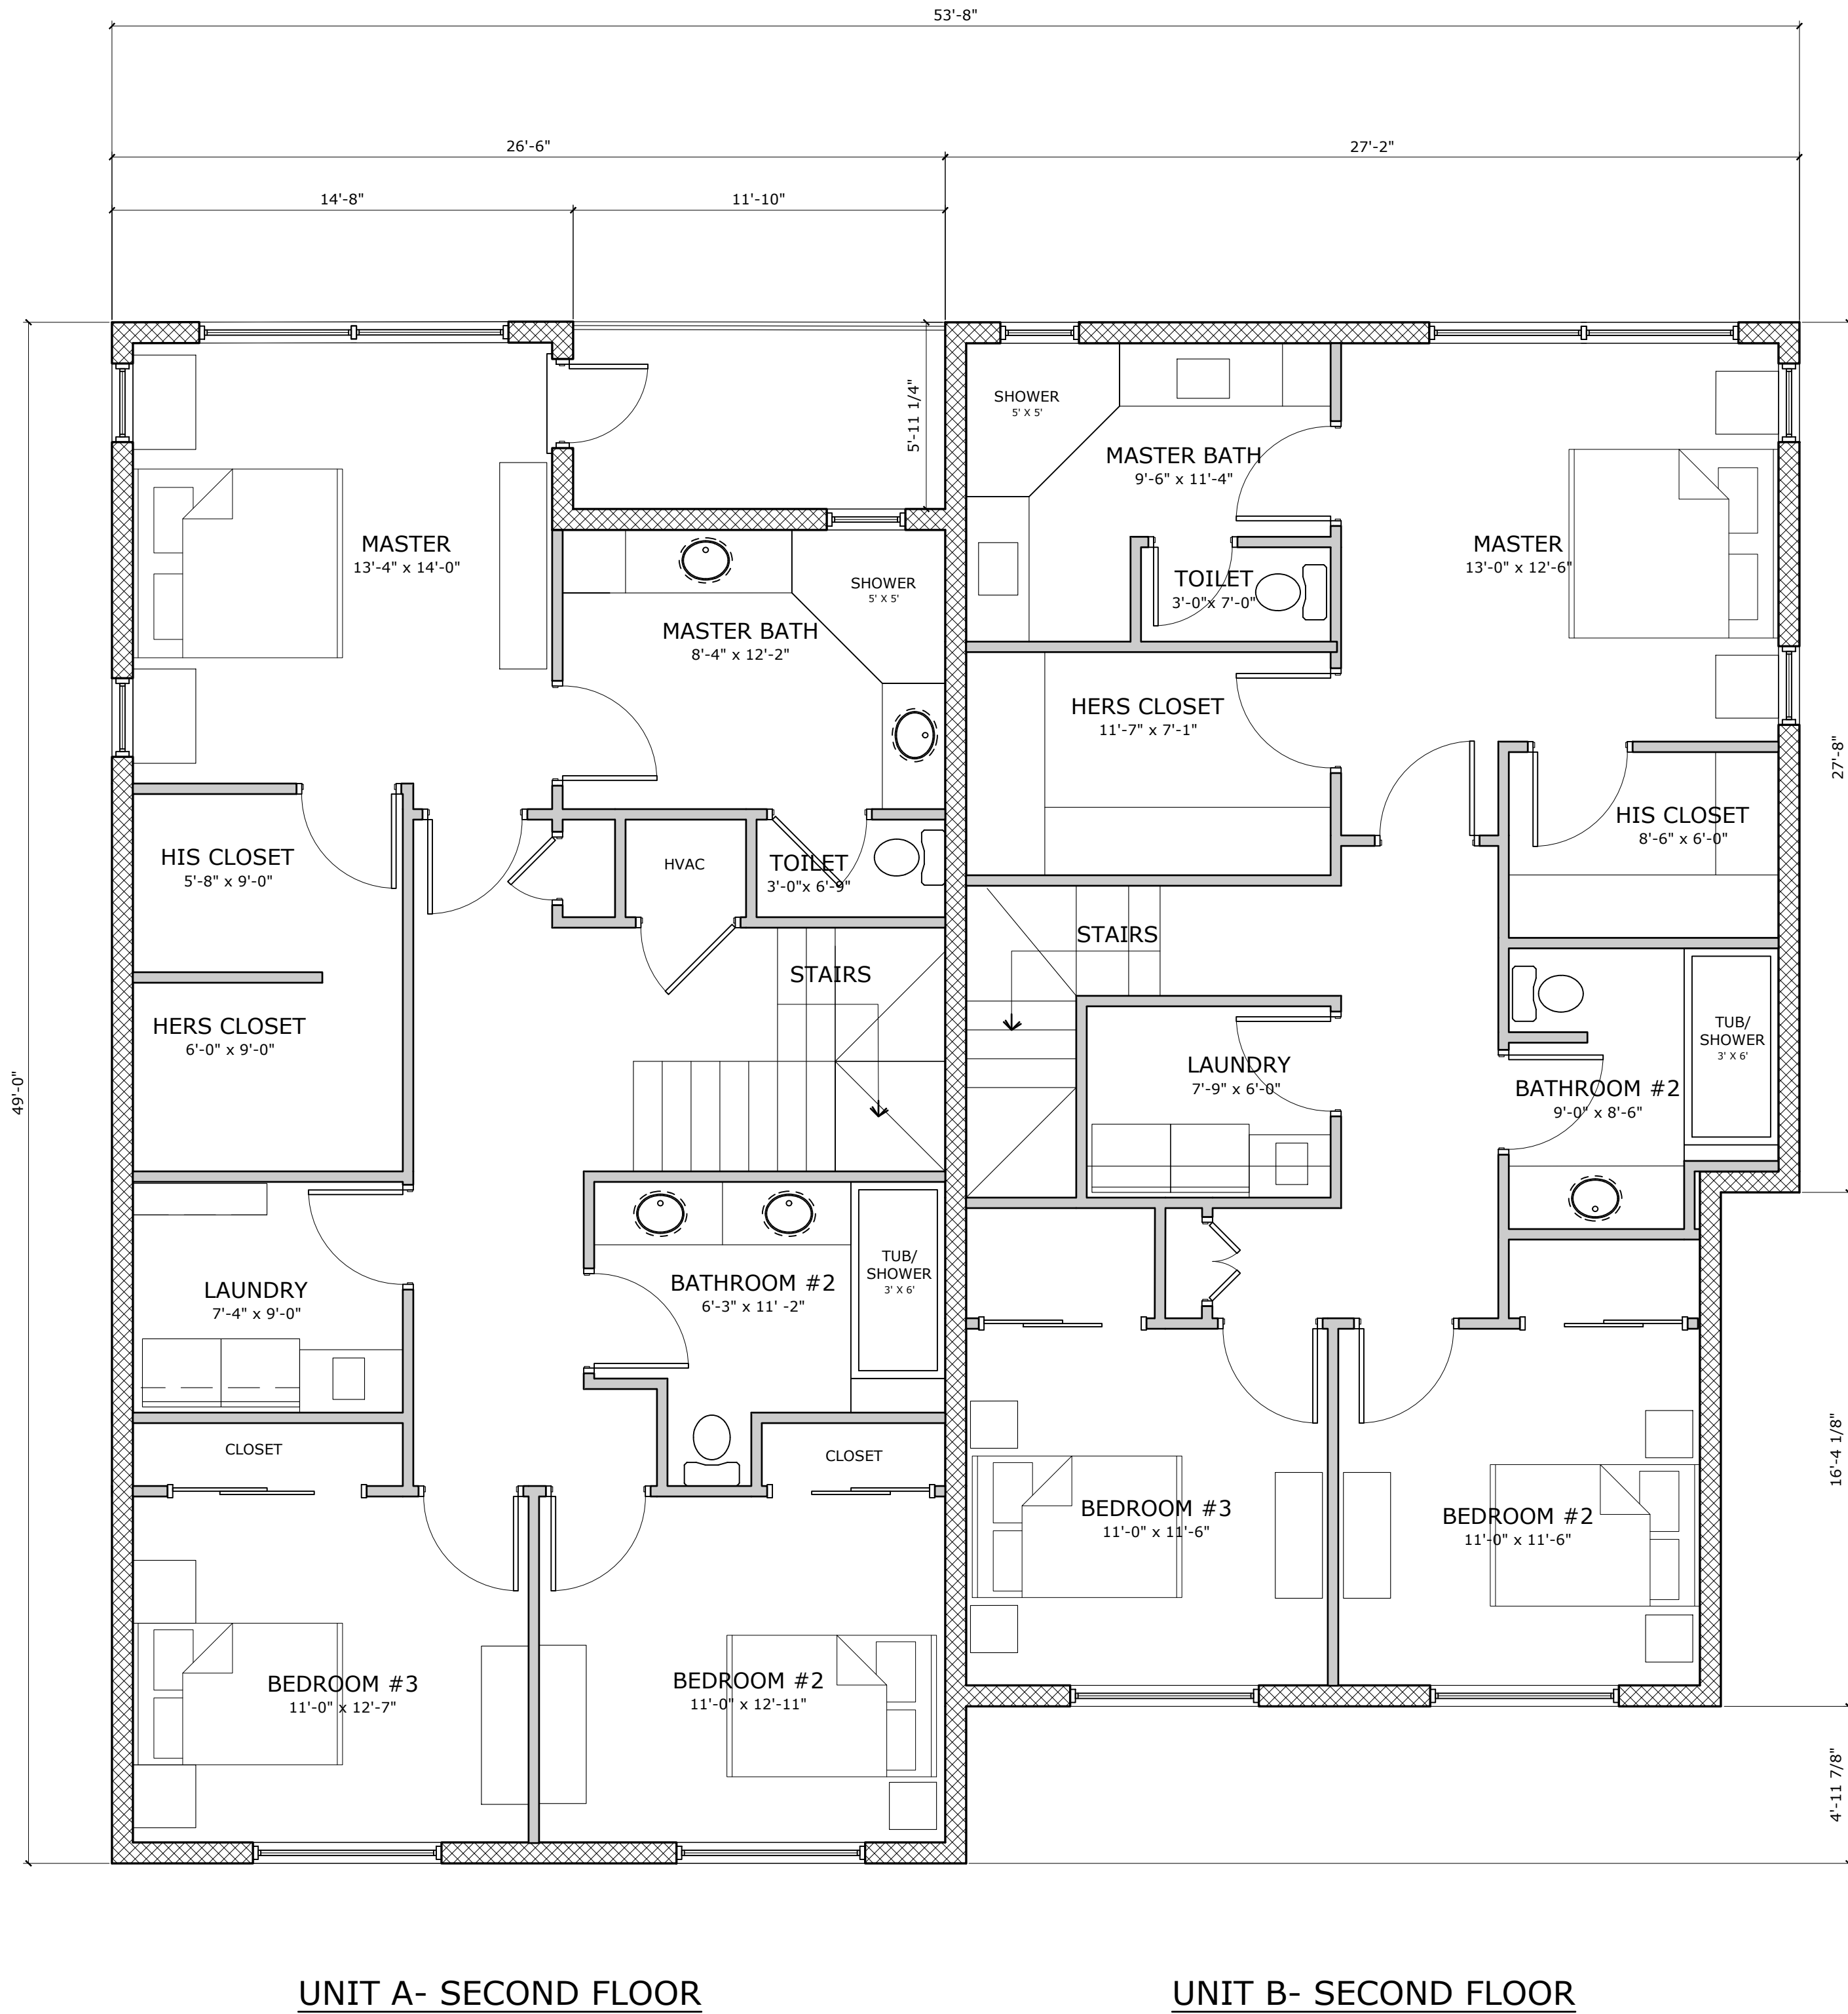 53'-8"
26'-6"
27'-2"
14'-8"
11'-10"
5'-11 1/4"
SHOWER
5' X 5'
MASTER BATH
9'-6" x 11'-4"
MASTER
13'-4" x 14'-0"
MASTER
13'-0" x 12'-6"
SHOWER
5' X 5'
TOILET
3'-0"x 7'-0"
MASTER BATH
8'-4" x 12'-2"
HERS CLOSET
11'-7" x 7'-1"
27'-8"
HIS CLOSET
8'-6" x 6'-0"
HIS CLOSET
5'-8" x 9'-0"
HVAC
TOILET
3'-0"x 6'-9"
STAIRS
STAIRS
HERS CLOSET
6'-0" x 9'-0"
TUB/
SHOWER
3' X 6'
LAUNDRY
7'-9" x 6'-0"
49'-0"
BATHROOM #2
9'-0" x 8'-6"
TUB/
SHOWER
3' X 6'
LAUNDRY
7'-4" x 9'-0"
BATHROOM #2
6'-3" x 11' -2"
CLOSET
CLOSET
16'-4 1/8"
BEDROOM #3
11'-0" x 11'-6"
BEDROOM #2
11'-0" x 11'-6"
BEDROOM #3
11'-0" x 12'-7"
BEDROOM #2
11'-0" x 12'-11"
4'-11 7/8"
UNIT A- SECOND FLOOR
UNIT B- SECOND FLOOR